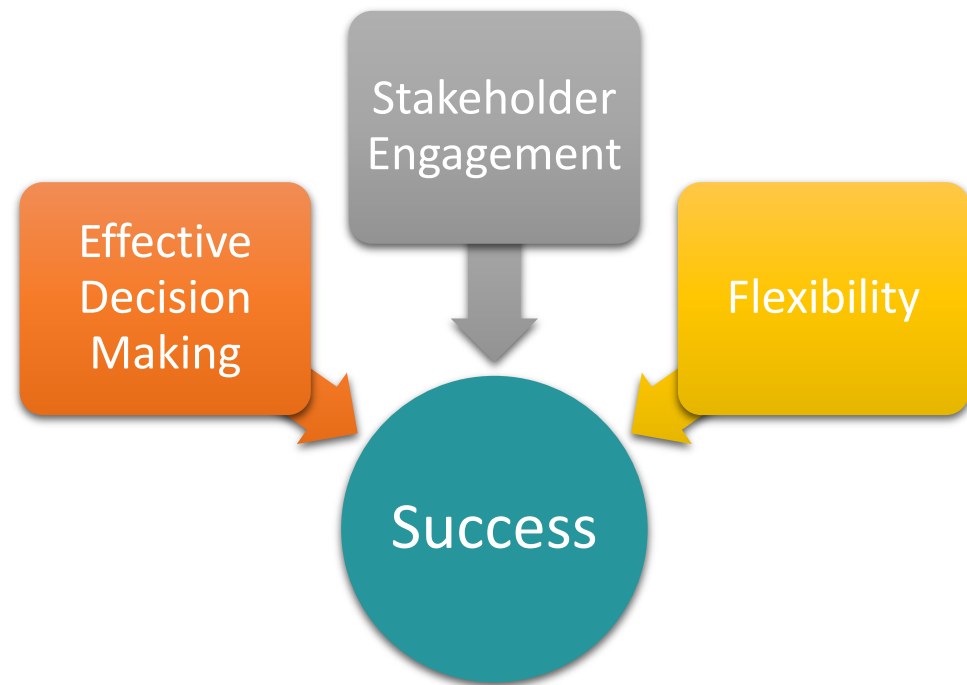 Stakeholder
Engagement
Effective
Decision
Making
Flexibility
Success